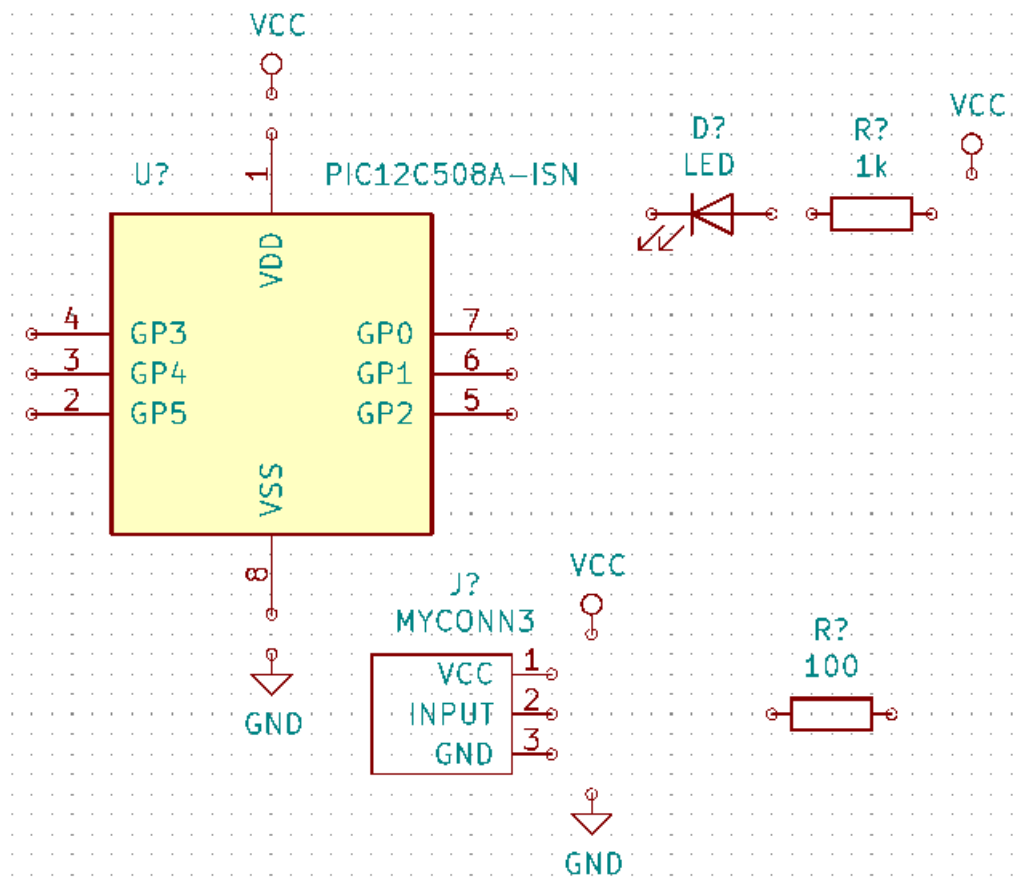 VCC
VCC
D?
LED
R?
1k
U?
1
PIC12C508A-ISN
VDD
4
GP3
GP0
7
3
GP4
GP1
6
2
GP5
GP2
5
VSS
8
GND
J?
MYCONN3
VCC
VCC
1
INPUT
2
GND
3
R?
100
GND